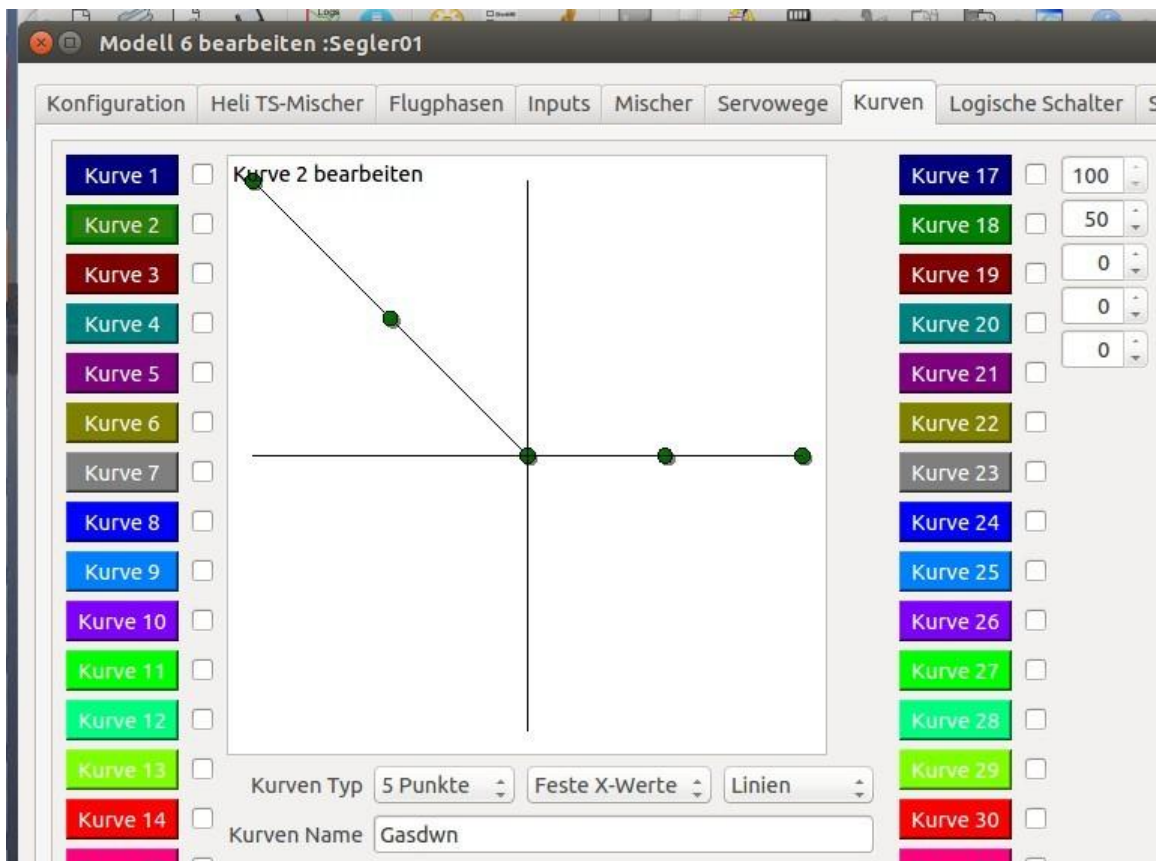 Modell 6 bearbeiten :Segler01
Konfiguration Heli TS-Mischer Flugphasen Inputs Mischer Servowege Kurven Logische Schalter S
Kurve 1 Kurve 2 bearbeiten Kurve 17 100
Kurve 2 Kurve 18 50
Kurve 3 Kurve 19 0
Kurve 4 Kurve 20 0
Kurve 5 Kurve 21 0
Kurve 6 Kurve 22
Kurve 7 Kurve 23
Kurve 8 Kurve 24
Kurve 9 Kurve 25
Kurve 10 Kurve 26
Kurve 11 Kurve 27
Kurve 12 Kurve 28
Kurve 13 Kurve 29
Kurven Typ 5 Punkte Feste X-Werte Linien
Kurve 14 Kurve 30
Kurven Name Gasdwn